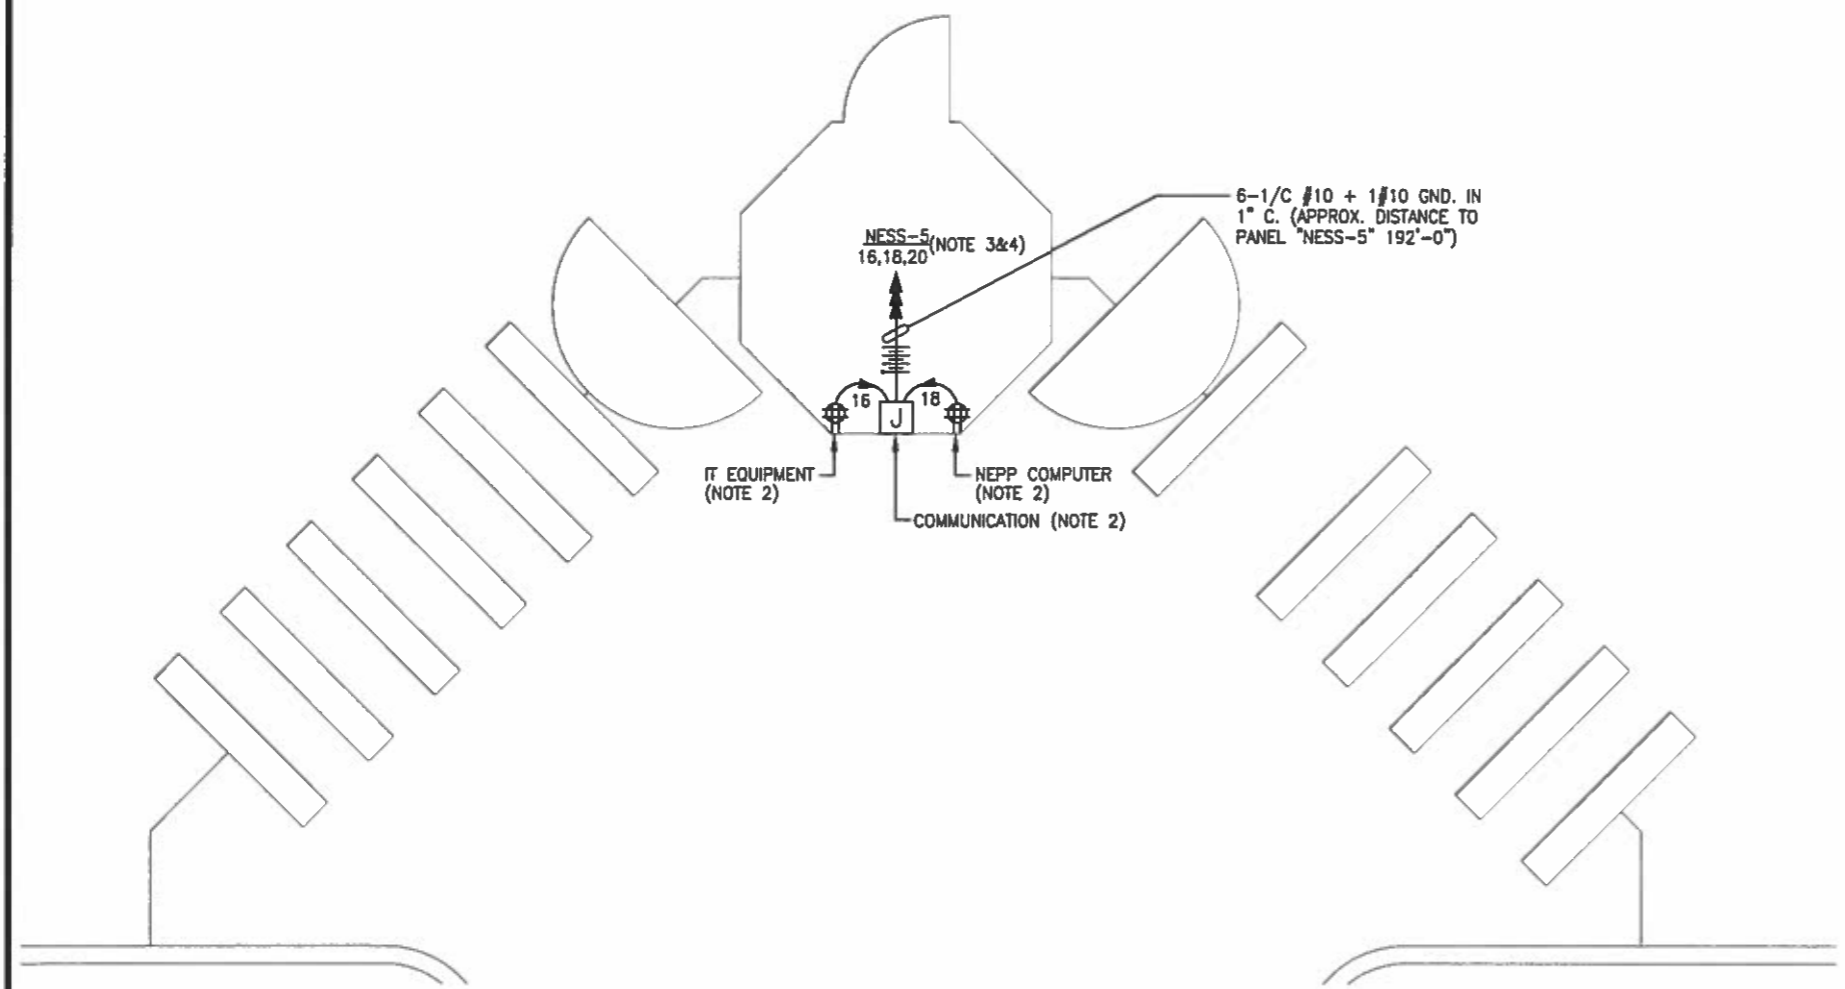 6-1/C #10 + 1#10 GND. IN
1" C. (APPROX. DISTANCE TO
PANEL "NESS-5" 192'-0")
NESS-5 (NOTE 3&4)
16,18,20
16
18
J
IT EQUIPMENT
(NOTE 2)
NEPP COMPUTER
(NOTE 2)
COMMUNICATION (NOTE 2)